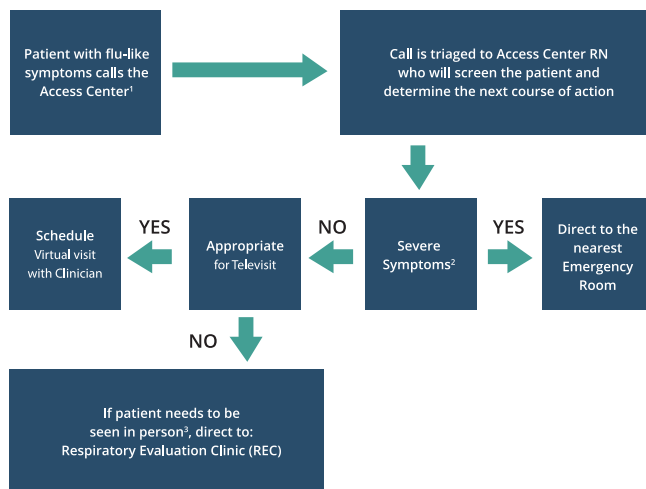 Patient with flu-like
symptoms calls the
Access Center¹
Call is triaged to Access Center RN
who will screen the patient and
determine the next course of action
Schedule
Virtual visit
with Clinician
YES
Appropriate
for Televisit
NO
Severe
Symptoms²
YES
Direct to the
nearest
Emergency
Room
NO
If patient needs to be
seen in person³, direct to:
Respiratory Evaluation Clinic (REC)